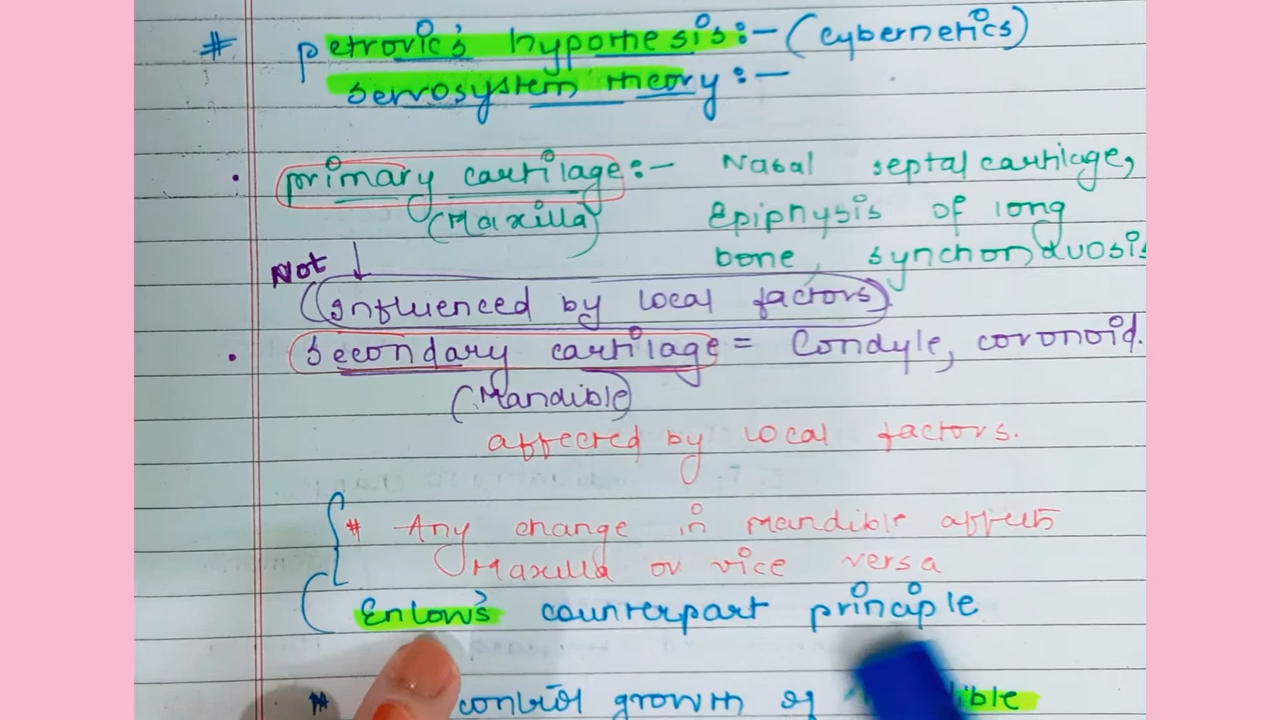 # petrovic's hypothesis:- (cybernetics)
servosystem theory:-
• primary cartilage:- Nasal septal cartilage,
(Maxilla) Epiphysis of long
bone, synchondrosis
Not ↓
(Influenced by local factors)
• Secondary cartilage = Condyle, coronoid.
(Mandible)
affected by local factors.
# Any change in mandible affects
Maxilla or vice versa
Enlow's counterpart principle
control growth of